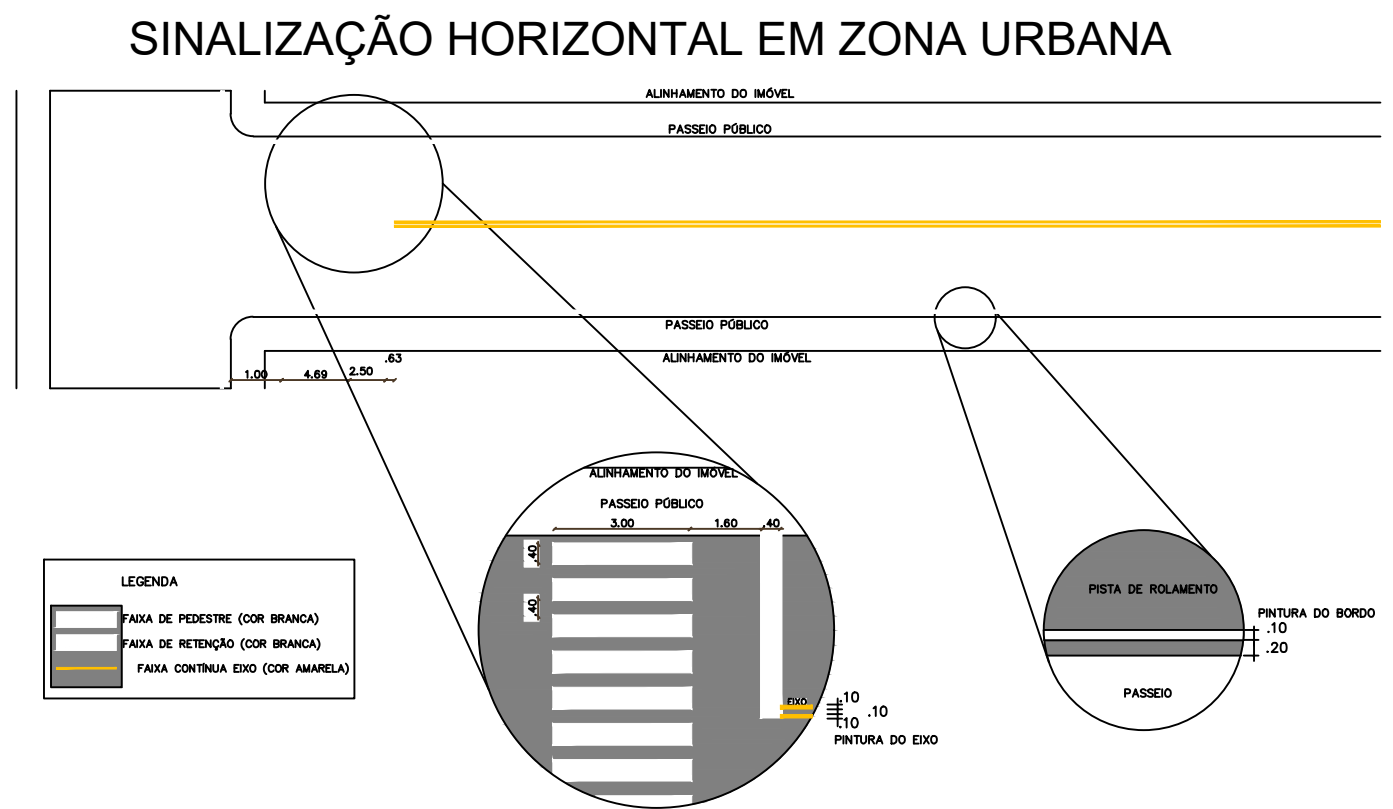 SINALIZAÇÃO HORIZONTAL EM ZONA URBANA
ALINHAMENTO DO IMÓVEL
PASSEIO PÚBLICO
PASSEIO PÚBLICO
ALINHAMENTO DO IMÓVEL
.63
1.00 4.69 2.50
ALINHAMENTO DO IMOVEL
PASSEIO PÚBLICO
3.00 1.60 .40
.40
.40
EIXO
.10
.10
.10
PINTURA DO EIXO
PISTA DE ROLAMENTO
PINTURA DO BORDO
.10
.20
PASSEIO
LEGENDA
FAIXA DE PEDESTRE (COR BRANCA)
FAIXA DE RETENÇÃO (COR BRANCA)
FAIXA CONTÍNUA EIXO (COR AMARELA)